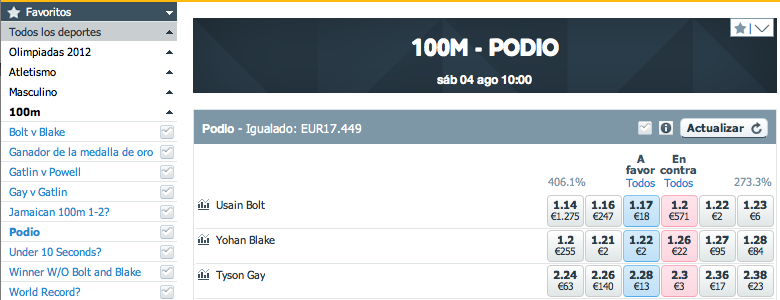 Favoritos
Todos los deportes
Olimpiadas 2012
Atletismo
Masculino
100m
Bolt v Blake
Ganador de la medalla de oro
Gatlin v Powell
Gay v Gatlin
Jamaican 100m 1-2?
Podio
Under 10 Seconds?
Winner W/O Bolt and Blake
World Record?
100M - PODIO
sáb 04 ago 10:00
Podio - Igualado: EUR17.449
Actualizar
A favor En contra
406.1% Todos Todos 273.3%
Usain Bolt 1.14 1.16 1.17 1.2 1.22 1.23
€1.275 €247 €18 €571 €2 €6
Yohan Blake 1.2 1.21 1.22 1.26 1.27 1.28
€255 €2 €2 €22 €95 €84
Tyson Gay 2.24 2.26 2.28 2.3 2.36 2.38
€63 €140 €13 €3 €17 €23